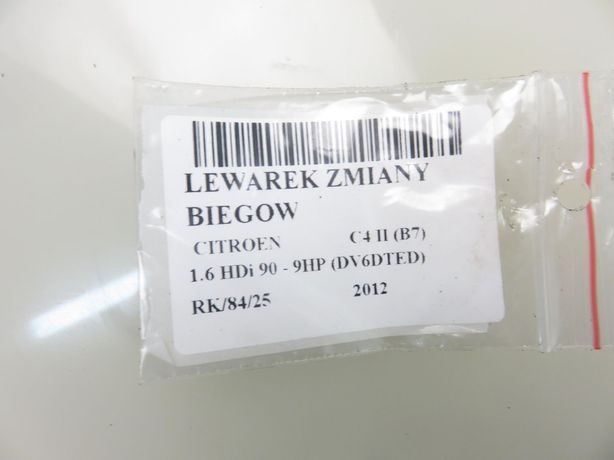 LEWAREK ZMIANY
BIEGOW
CITROEN C4 II (B7)
1.6 HDi 90 - 9HP (DV6DTED)
RK/84/25 2012